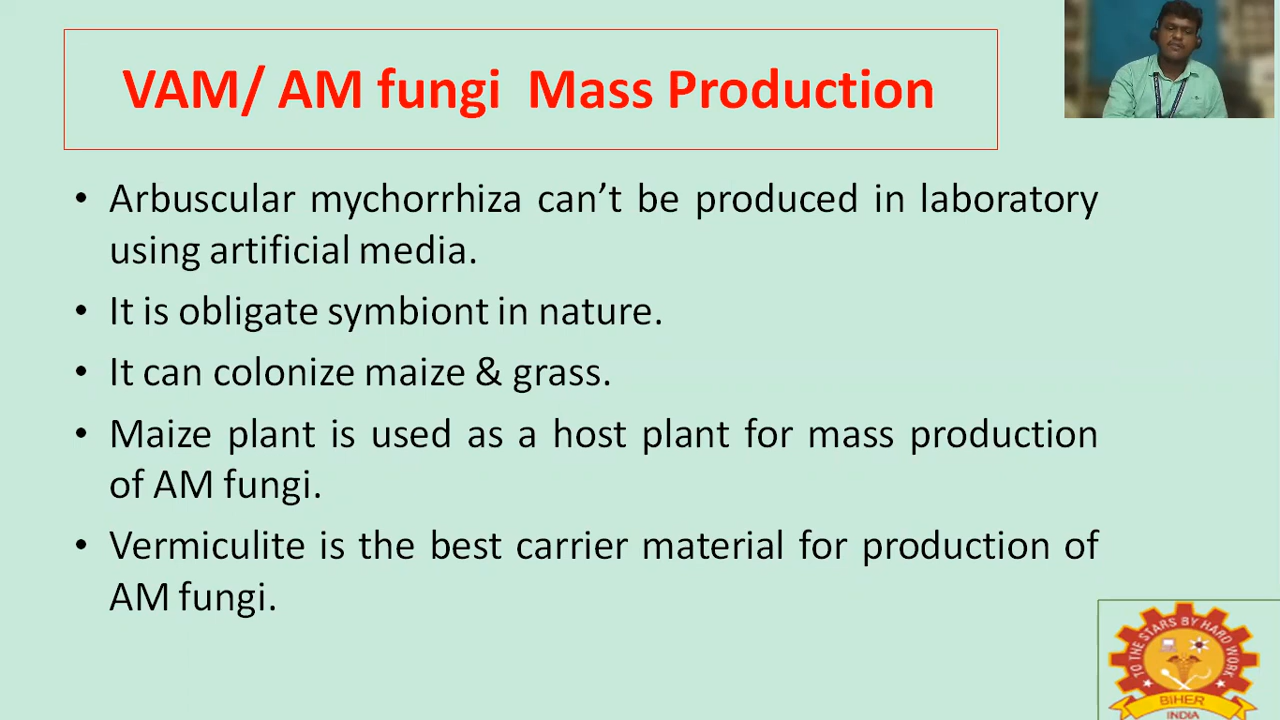 VAM/ AM fungi Mass Production
• Arbuscular mychorrhiza can’t be produced in laboratory
using artificial media.
• It is obligate symbiont in nature.
• It can colonize maize & grass.
• Maize plant is used as a host plant for mass production
of AM fungi.
• Vermiculite is the best carrier material for production of
AM fungi.
TO THE STARS BY HARD WORK
BIHER
INDIA